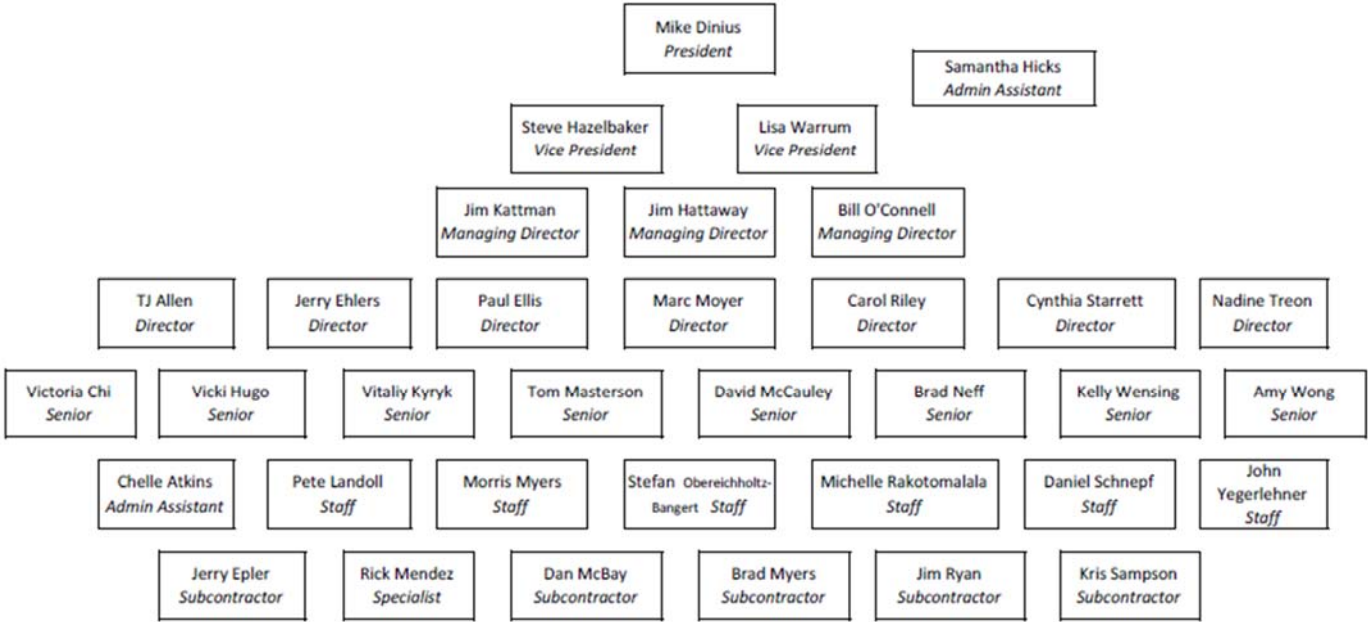 Mike Dinius
President
Samantha Hicks
Admin Assistant
Steve Hazelbaker
Vice President
Lisa Warrum
Vice President
Jim Kattman
Managing Director
Jim Hattaway
Managing Director
Bill O'Connell
Managing Director
TJ Allen
Director
Jerry Ehlers
Director
Paul Ellis
Director
Marc Moyer
Director
Carol Riley
Director
Cynthia Starrett
Director
Nadine Treon
Director
Victoria Chi
Senior
Vicki Hugo
Senior
Vitaliy Kyryk
Senior
Tom Masterson
Senior
David McCauley
Senior
Brad Neff
Senior
Kelly Wensing
Senior
Amy Wong
Senior
Chelle Atkins
Admin Assistant
Pete Landoll
Staff
Morris Myers
Staff
Stefan Obereichholtz-
Bangert Staff
Michelle Rakotomalala
Staff
Daniel Schnepf
Staff
John
Yegerlehner
Staff
Jerry Epler
Subcontractor
Rick Mendez
Specialist
Dan McBay
Subcontractor
Brad Myers
Subcontractor
Jim Ryan
Subcontractor
Kris Sampson
Subcontractor